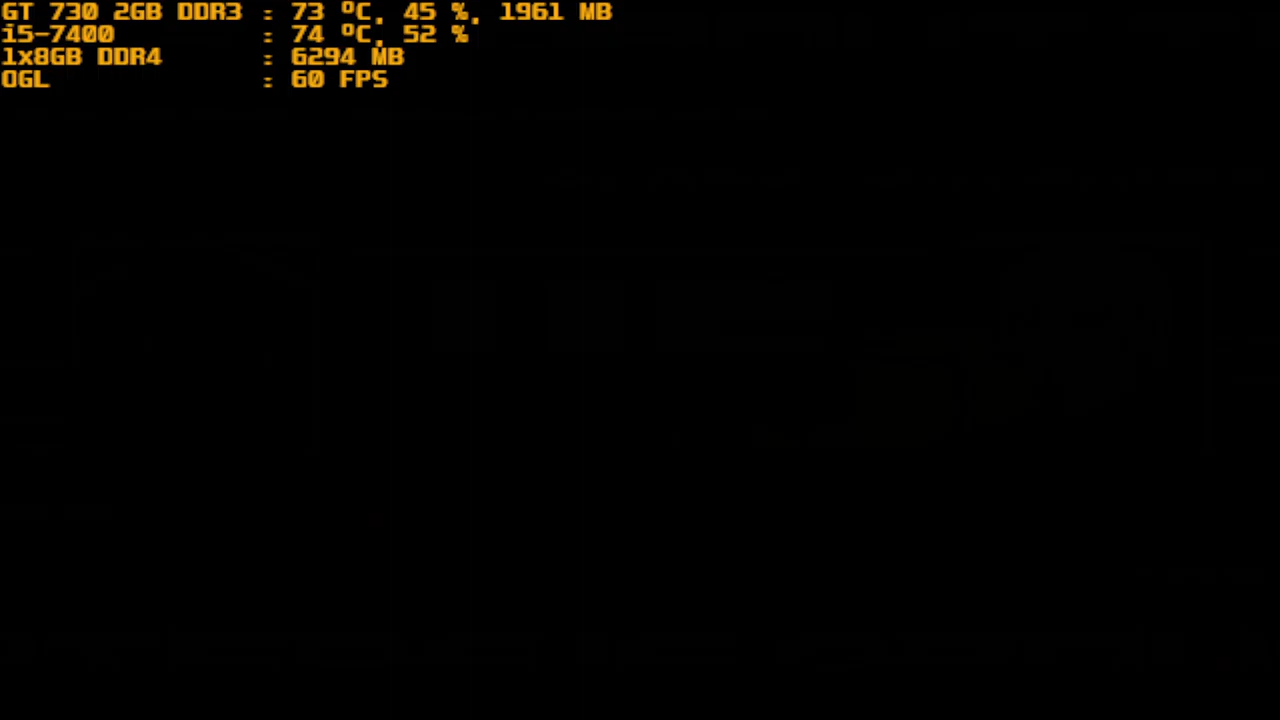 GT 730 2GB DDR3 : 73 ºC, 45 %, 1961 MB
i5-7400 : 74 ºC, 52 %
1x8GB DDR4 : 6294 MB
OGL : 60 FPS